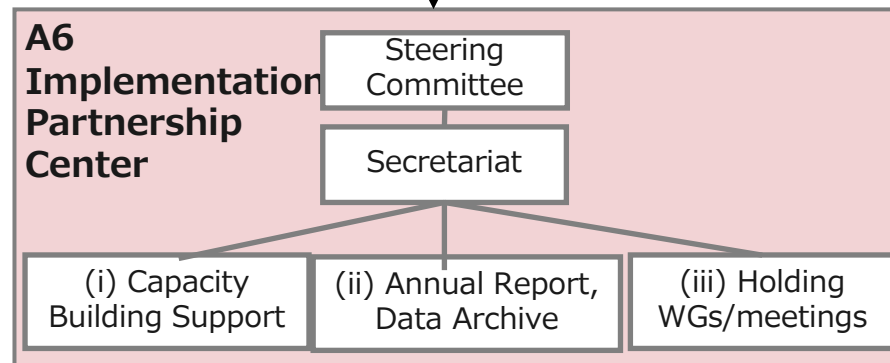 A6
Implementation
Partnership
Center
Steering
Committee
Secretariat
(i) Capacity
Building Support
(ii) Annual Report,
Data Archive
(iii) Holding
WGs/meetings